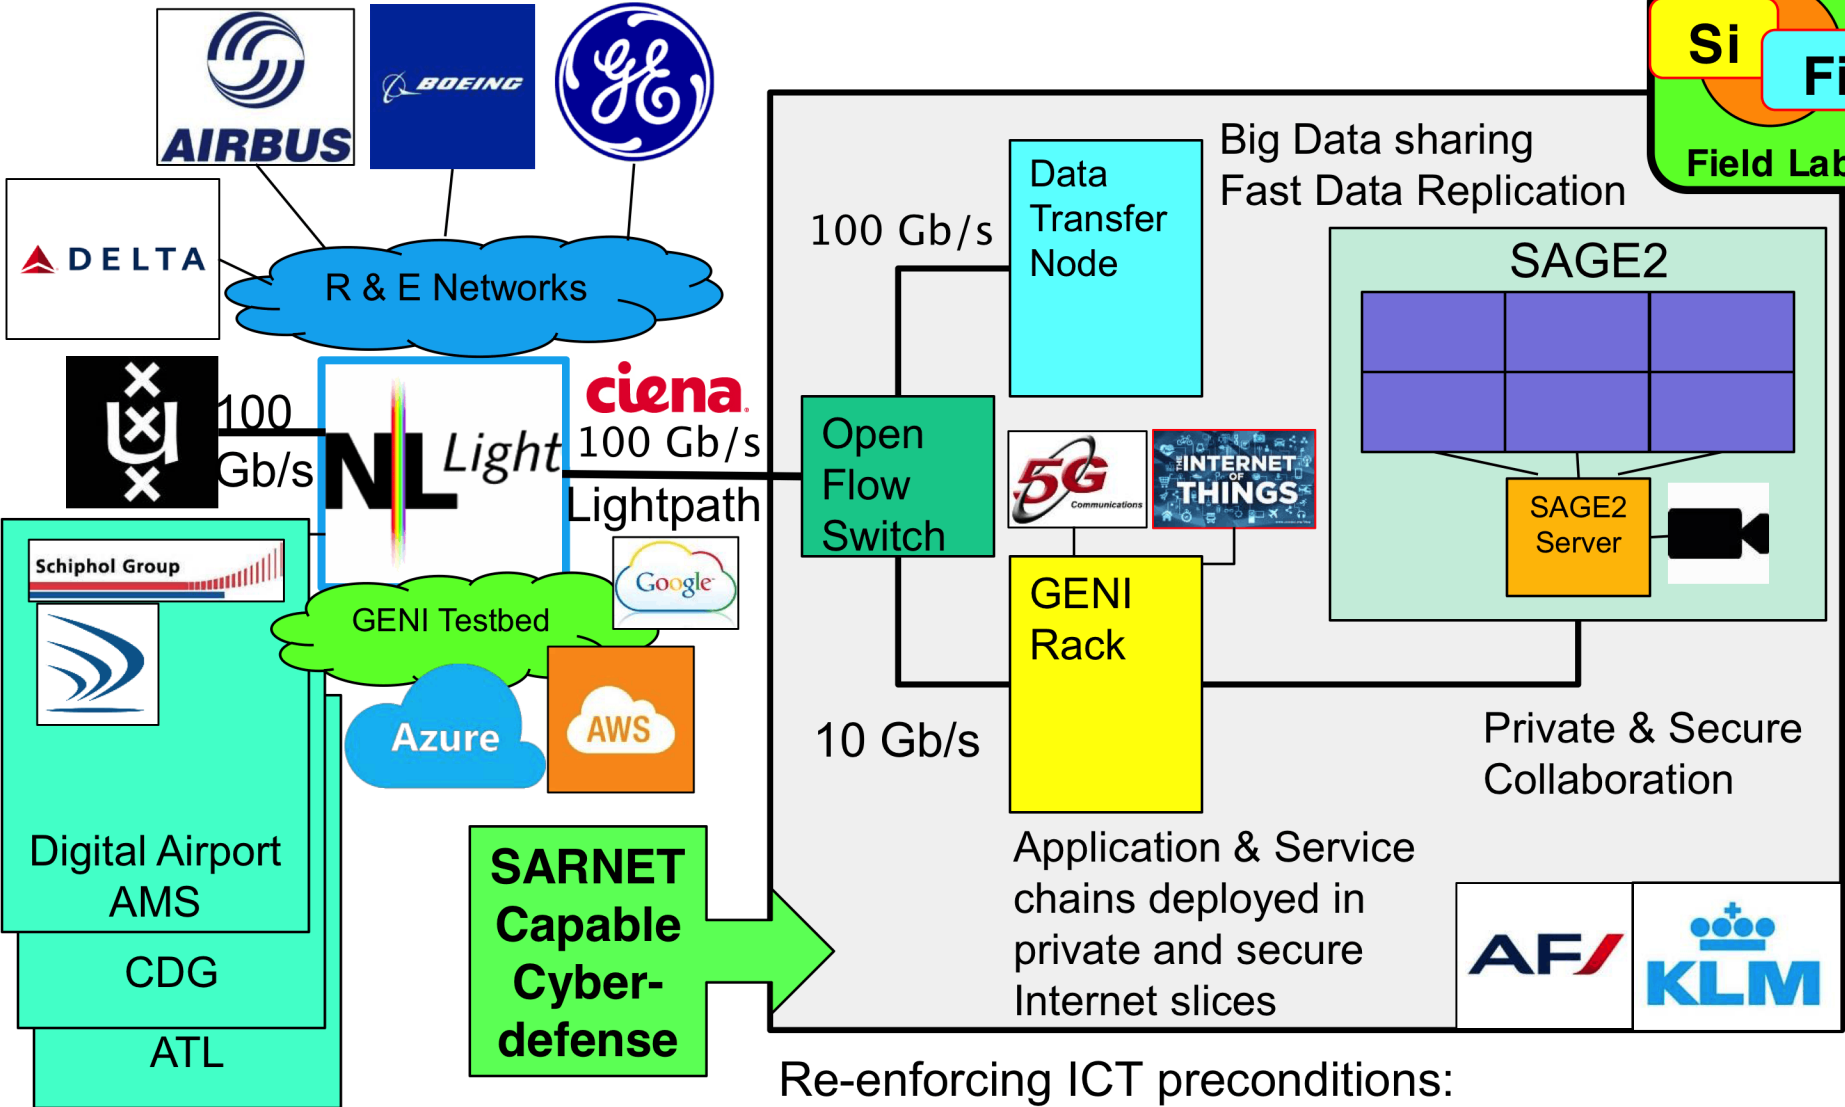 AIRBUS
BOEING
GE
DELTA
R & E Networks
100
Gb/s
NL Light
ciena
100 Gb/s
Lightpath
Schiphol Group
GENI Testbed
Google
Azure
AWS
Digital Airport
AMS
CDG
ATL
SARNET
Capable
Cyber-
defense
Si
Fi
Field Lab
Big Data sharing
Fast Data Replication
Data
Transfer
Node
100 Gb/s
Open
Flow
Switch
5G
Communications
THE
INTERNET
OF
THINGS
GENI
Rack
10 Gb/s
SAGE2
SAGE2
Server
Private & Secure
Collaboration
Application & Service
chains deployed in
private and secure
Internet slices
AF
KLM
Re-enforcing ICT preconditions: